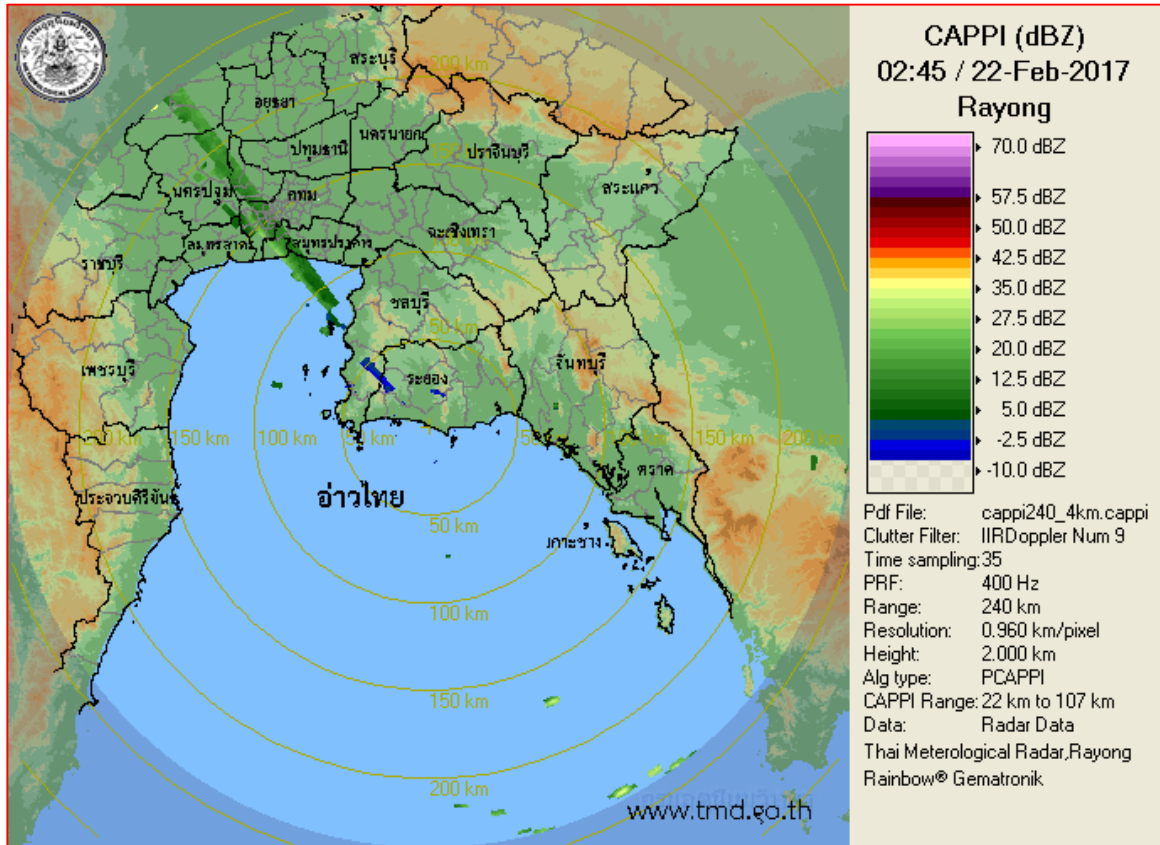 CAPPI (dBZ)
02:45 / 22-Feb-2017
Rayong
70.0 dBZ
57.5 dBZ
50.0 dBZ
42.5 dBZ
35.0 dBZ
27.5 dBZ
20.0 dBZ
12.5 dBZ
5.0 dBZ
-2.5 dBZ
-10.0 dBZ
Pdf File: cappi240_4km.cappi
Clutter Filter: IIRDoppler Num 9
Time sampling:35
PRF: 400 Hz
Range: 240 km
Resolution: 0.960 km/pixel
Height: 2.000 km
Alg type: PCAPPI
CAPPI Range: 22 km to 107 km
Data: Radar Data
Thai Meterological Radar,Rayong
Rainbow® Gematronik
สระบุรี
200 km
อยุธยา
นครนายก
ปทุมธานี
ปราจีนบุรี
สระแก้ว
นครปฐม
กทม
ฉะเชิงเทรา
สมุทรสาคร
สมุทรปราการ
100 km
ราชบุรี
ชลบุรี
50 km
จันทบุรี
เพชรบุรี
ระยอง
200 km
150 km
100 km
50 km
150 km
200 km
ตราด
ประจวบคีรีขันธ์
อ่าวไทย
50 km
เกาะช้าง
100 km
150 km
200 km
www.tmd.go.th